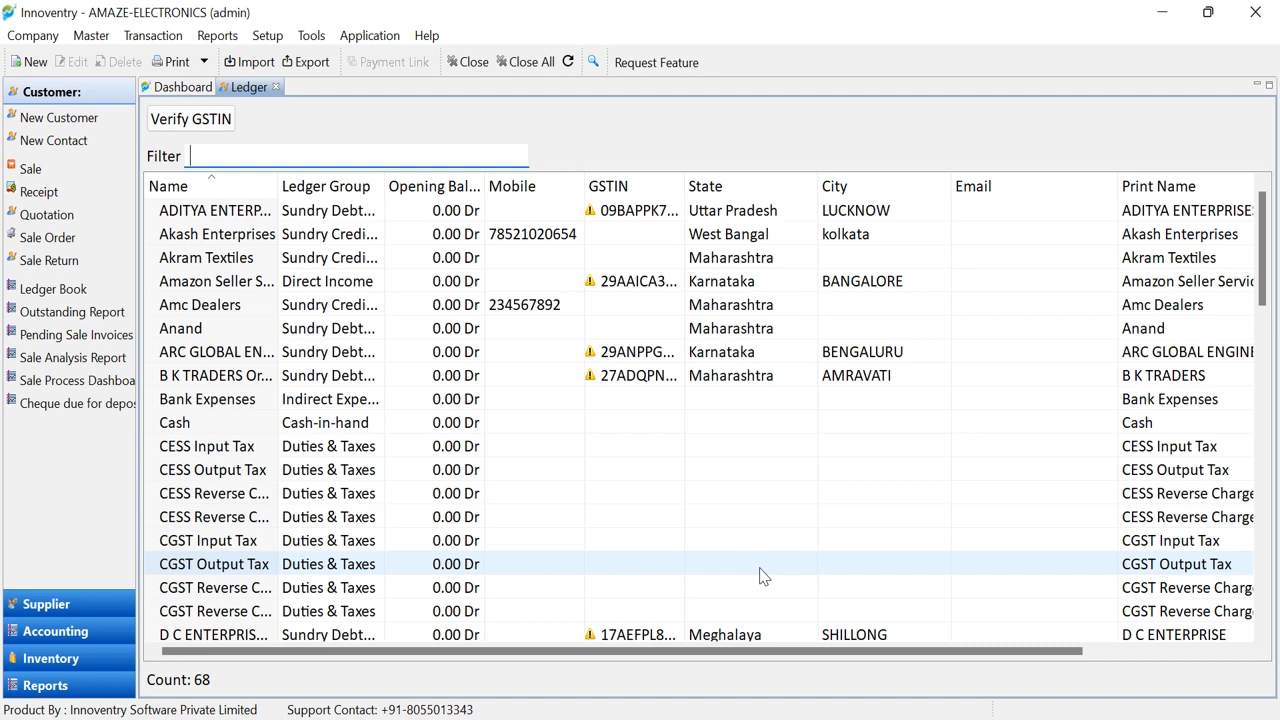 Innoventry - AMAZE-ELECTRONICS (admin)
Company Master Transaction Reports Setup Tools Application Help
New Edit Delete Print Import Export Payment Link Close Close All Request Feature
Customer:
New Customer
New Contact
Sale
Receipt
Quotation
Sale Order
Sale Return
Ledger Book
Outstanding Report
Pending Sale Invoices
Sale Analysis Report
Sale Process Dashboa
Cheque due for depos
Supplier
Accounting
Inventory
Reports
Dashboard Ledger
Verify GSTIN
Filter
Name Ledger Group Opening Bal... Mobile GSTIN State City Email Print Name
ADITYA ENTERP... Sundry Debt... 0.00 Dr 09BAPPK7... Uttar Pradesh LUCKNOW ADITYA ENTERPRISE
Akash Enterprises Sundry Credi... 0.00 Dr 78521020654 West Bangal kolkata Akash Enterprises
Akram Textiles Sundry Credi... 0.00 Dr Maharashtra Akram Textiles
Amazon Seller S... Direct Income 0.00 Dr 29AAICA3... Karnataka BANGALORE Amazon Seller Servic
Amc Dealers Sundry Credi... 0.00 Dr 234567892 Maharashtra Amc Dealers
Anand Sundry Debt... 0.00 Dr Maharashtra Anand
ARC GLOBAL EN... Sundry Debt... 0.00 Dr 29ANPPG... Karnataka BENGALURU ARC GLOBAL ENGINE
B K TRADERS Or... Sundry Debt... 0.00 Dr 27ADQPN... Maharashtra AMRAVATI B K TRADERS
Bank Expenses Indirect Expe... 0.00 Dr Bank Expenses
Cash Cash-in-hand 0.00 Dr Cash
CESS Input Tax Duties & Taxes 0.00 Dr CESS Input Tax
CESS Output Tax Duties & Taxes 0.00 Dr CESS Output Tax
CESS Reverse C... Duties & Taxes 0.00 Dr CESS Reverse Charge
CESS Reverse C... Duties & Taxes 0.00 Dr CESS Reverse Charge
CGST Input Tax Duties & Taxes 0.00 Dr CGST Input Tax
CGST Output Tax Duties & Taxes 0.00 Dr CGST Output Tax
CGST Reverse C... Duties & Taxes 0.00 Dr CGST Reverse Charg
CGST Reverse C... Duties & Taxes 0.00 Dr CGST Reverse Charg
D C ENTERPRIS... Sundry Debt... 0.00 Dr 17AEFPL8... Meghalaya SHILLONG D C ENTERPRISE
Count: 68
Product By : Innoventry Software Private Limited Support Contact: +91-8055013343